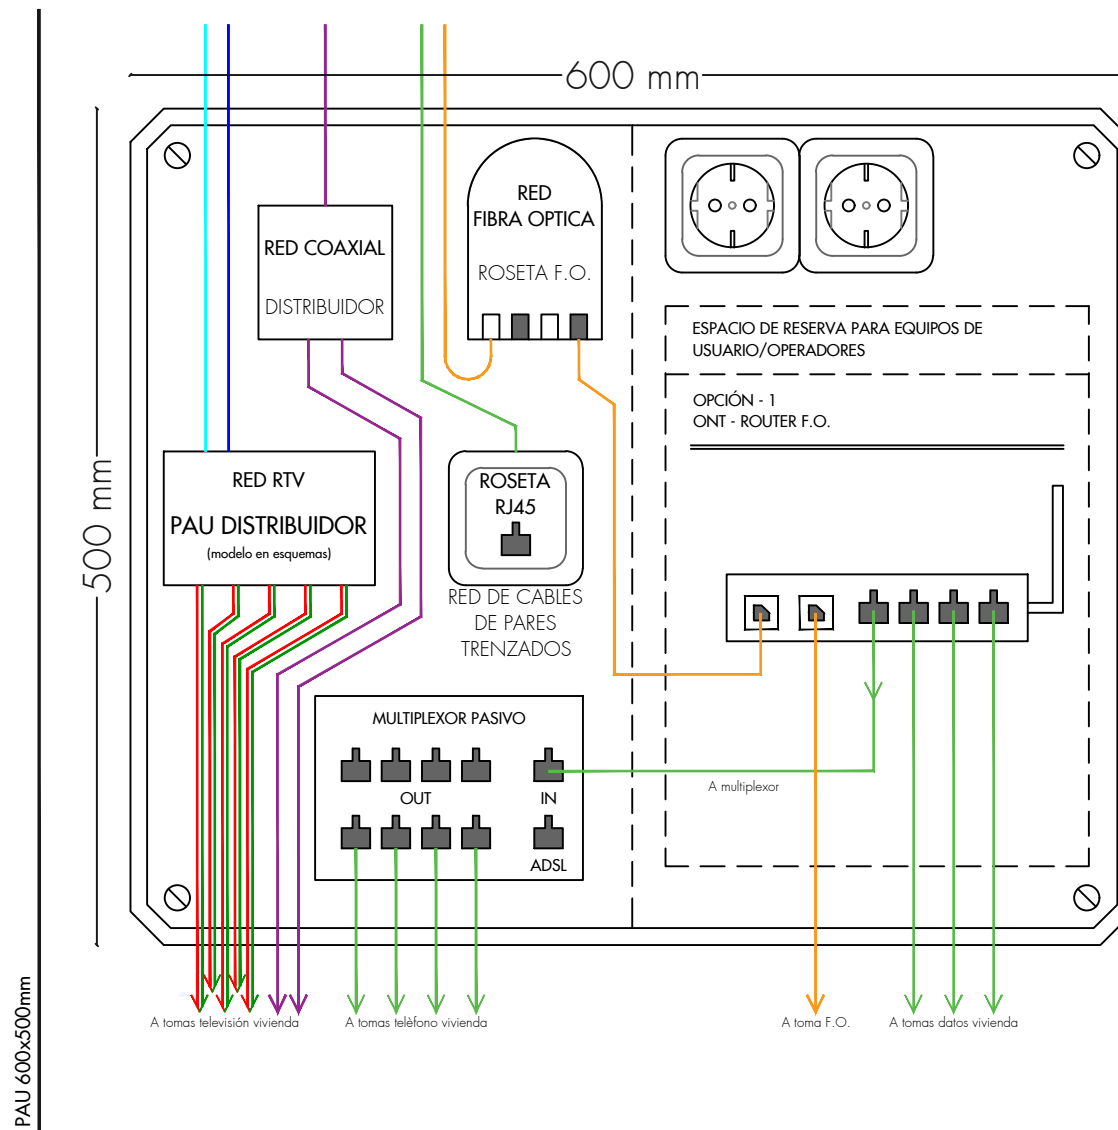 600 mm
500 mm
RED
FIBRA OPTICA
ROSETA F.O.
RED COAXIAL
DISTRIBUIDOR
ESPACIO DE RESERVA PARA EQUIPOS DE
USUARIO/OPERADORES
OPCIÓN - 1
ONT - ROUTER F.O.
RED RTV
PAU DISTRIBUIDOR
(modelo en esquemas)
ROSETA
RJ45
RED DE CABLES
DE PARES
TRENZADOS
MULTIPLEXOR PASIVO
OUT
IN
ADSL
A multiplexor
A tomas televisión vivienda
A tomas telèfono vivienda
A toma F.O.
A tomas datos vivienda
PAU 600x500mm